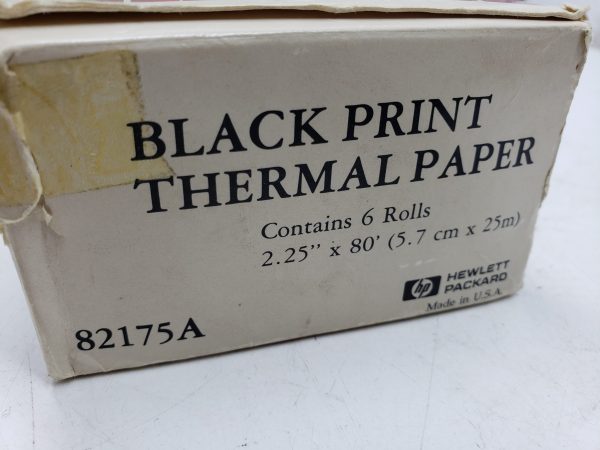 BLACK PRINT
THERMAL PAPER
Contains 6 Rolls
2.25" x 80' (5.7 cm x 25m)
hp HEWLETT
PACKARD
Made in U.S.A.
82175A